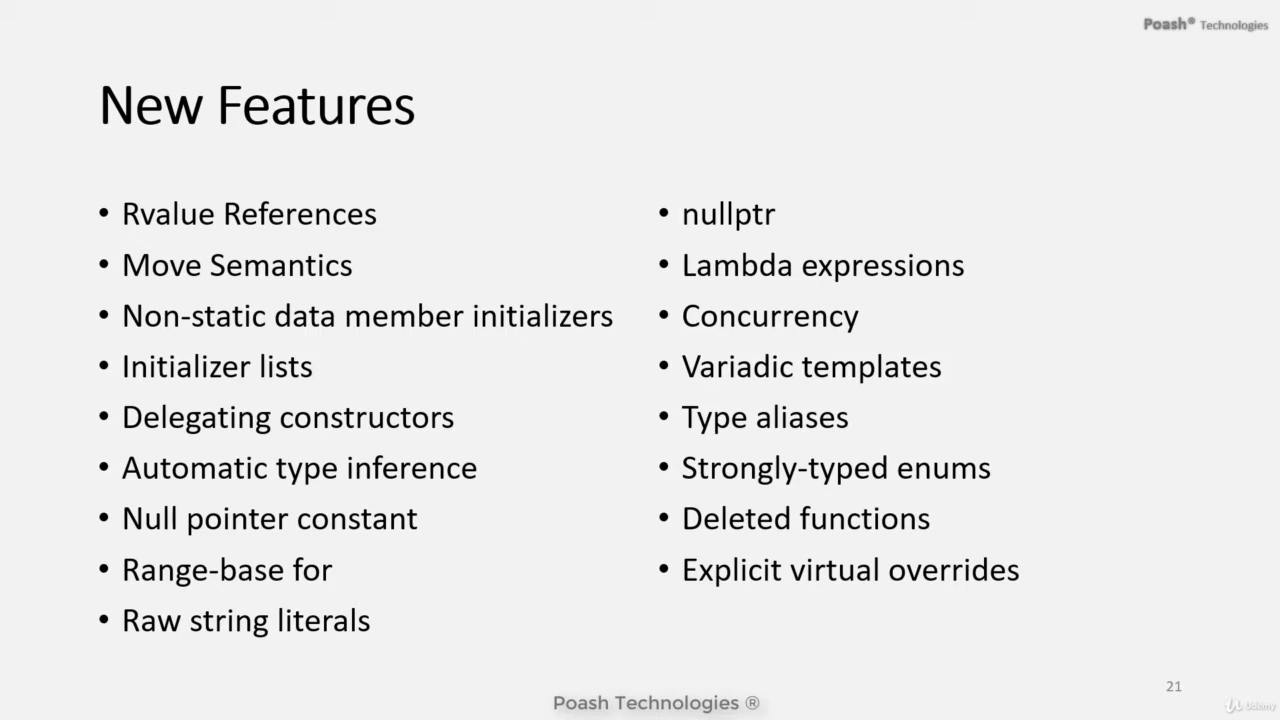 Poash® Technologies
New Features
• Rvalue References
• Move Semantics
• Non-static data member initializers
• Initializer lists
• Delegating constructors
• Automatic type inference
• Null pointer constant
• Range-base for
• Raw string literals
• nullptr
• Lambda expressions
• Concurrency
• Variadic templates
• Type aliases
• Strongly-typed enums
• Deleted functions
• Explicit virtual overrides
21
Poash Technologies ®
Udemy